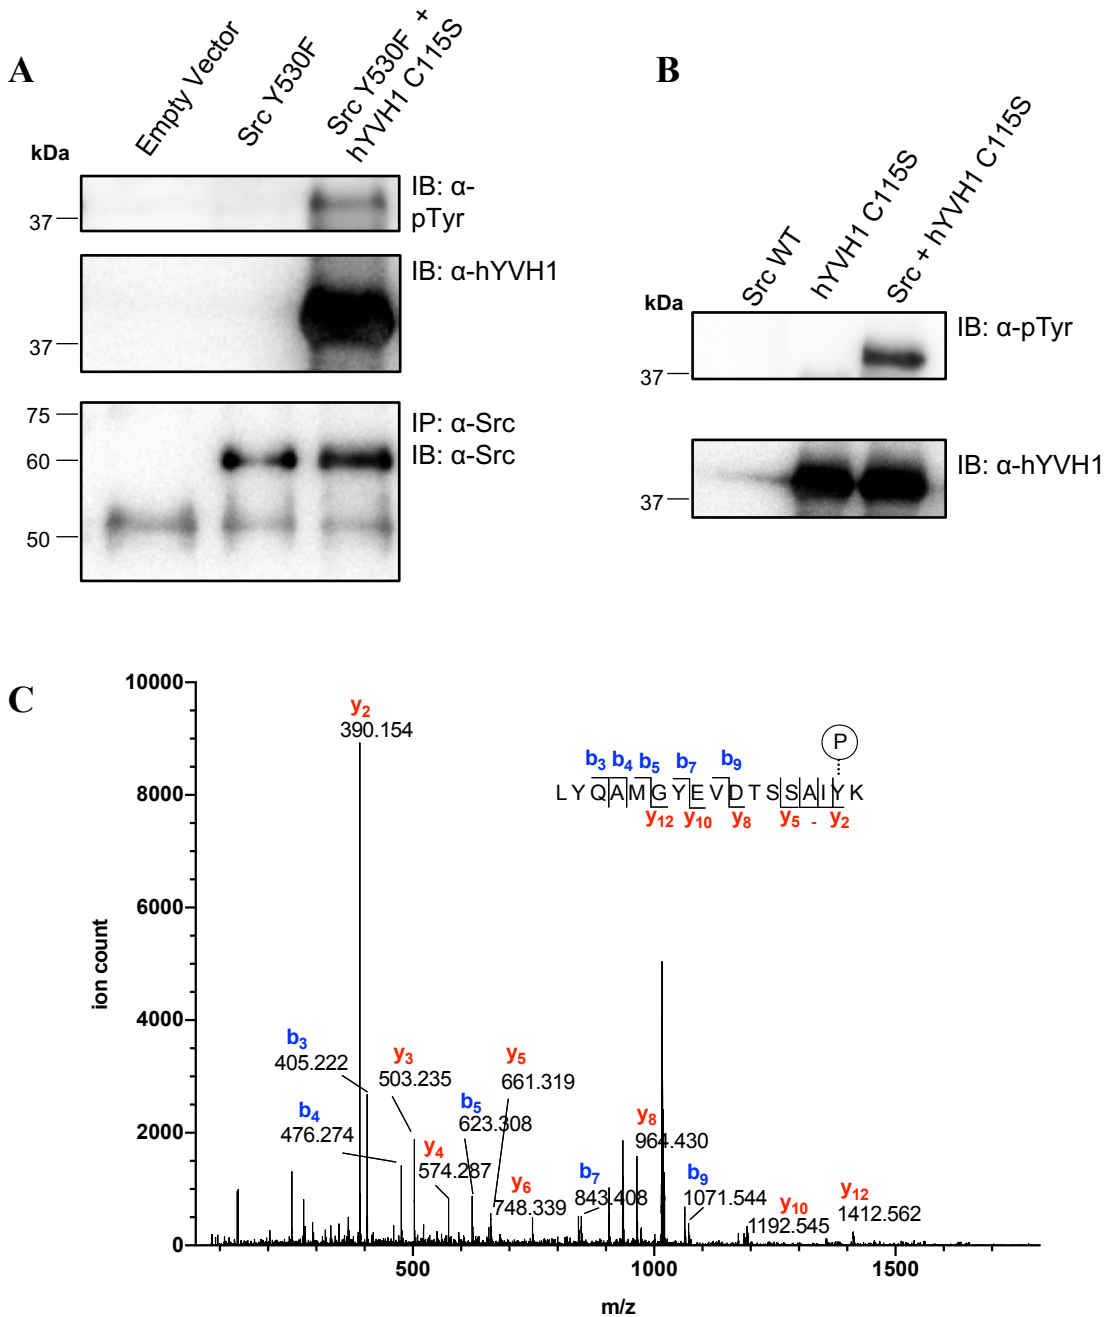 A
Empty Vector
Src Y530F
Src Y530F +
hYVH1 C115S
kDa
37
IB: α-
pTyr
37
IB: α-hYVH1
75
60
50
IP: α-Src
IB: α-Src
B
Src WT
hYVH1 C115S
Src + hYVH1 C115S
kDa
37
IB: α-pTyr
37
IB: α-hYVH1
C
10000
8000
6000
4000
2000
0
ion count
500
1000
1500
m/z
y2
390.154
b3
405.222
b4
476.274
y3
503.235
y4
574.287
b5
623.308
y5
661.319
y6
748.339
b7
843.408
y8
964.430
b9
1071.544
y10
1192.545
y12
1412.562
P
b3 b4 b5 b7 b9
LYQAMGYEVDTSSAIYK
y12 y10 y8 y5 - y2